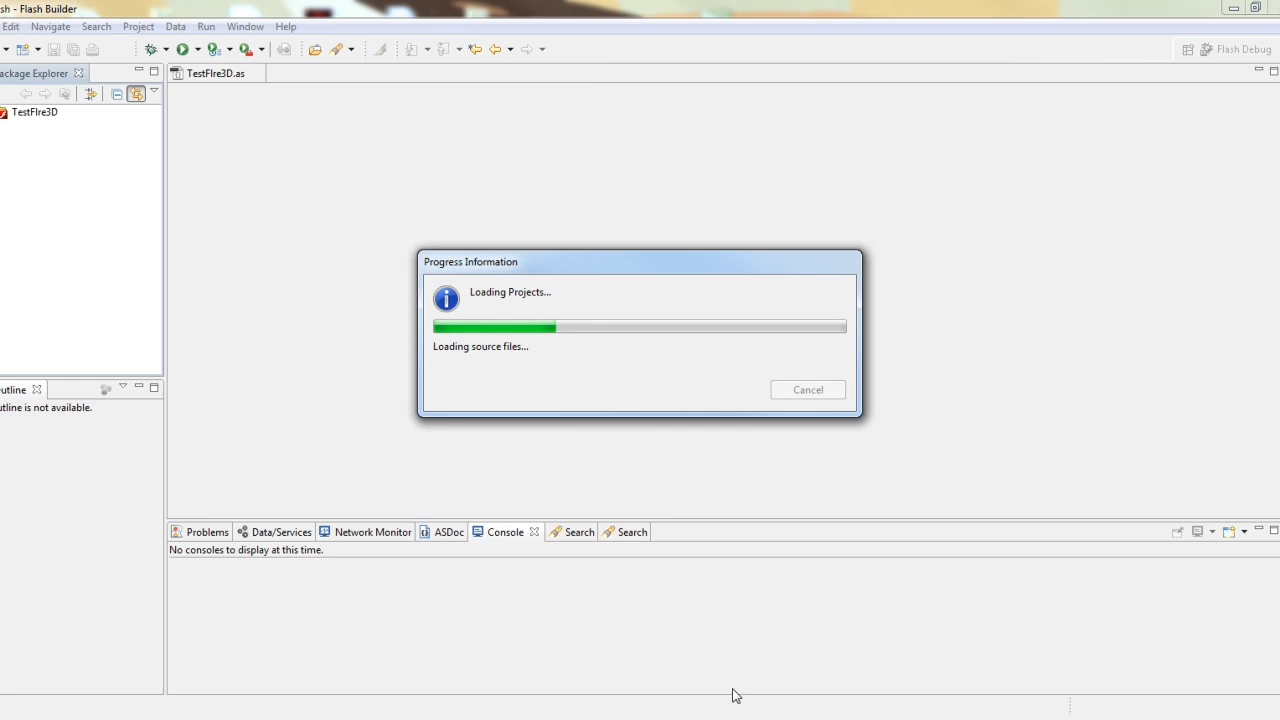 sh - Flash Builder
Edit Navigate Search Project Data Run Window Help
Flash Debug
ackage Explorer
TestFIre3D.as
TestFIre3D
Progress Information
Loading Projects...
Loading source files...
Cancel
utline
utline is not available.
Problems Data/Services Network Monitor ASDoc Console Search Search
No consoles to display at this time.